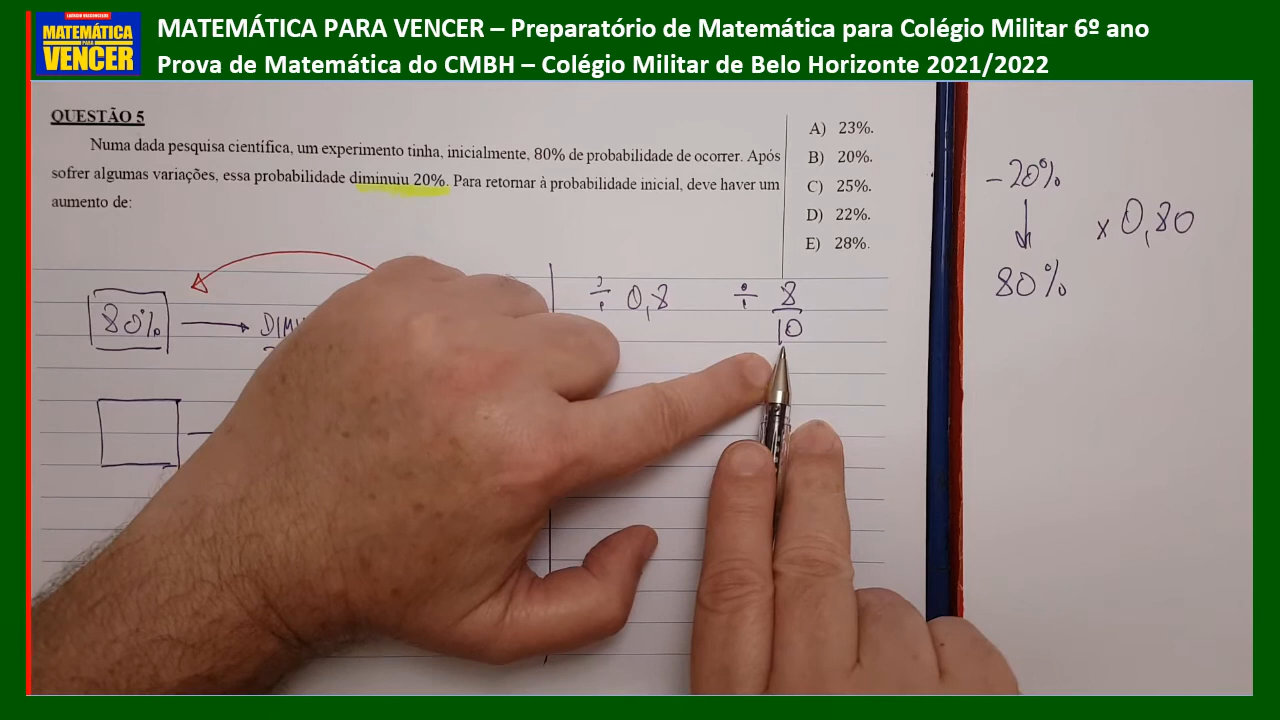 MATEMÁTICA PARA VENCER
MATEMÁTICA PARA VENCER – Preparatório de Matemática para Colégio Militar 6º ano
Prova de Matemática do CMBH – Colégio Militar de Belo Horizonte 2021/2022
QUESTÃO 5
Numa dada pesquisa científica, um experimento tinha, inicialmente, 80% de probabilidade de ocorrer. Após
sofrer algumas variações, essa probabilidade diminuiu 20%. Para retornar à probabilidade inicial, deve haver um
aumento de:
A) 23%.
B) 20%.
C) 25%.
D) 22%.
E) 28%.
-20%
↓
80%
x 0,80
80% → DIM
÷ 0,8
÷ 8
10